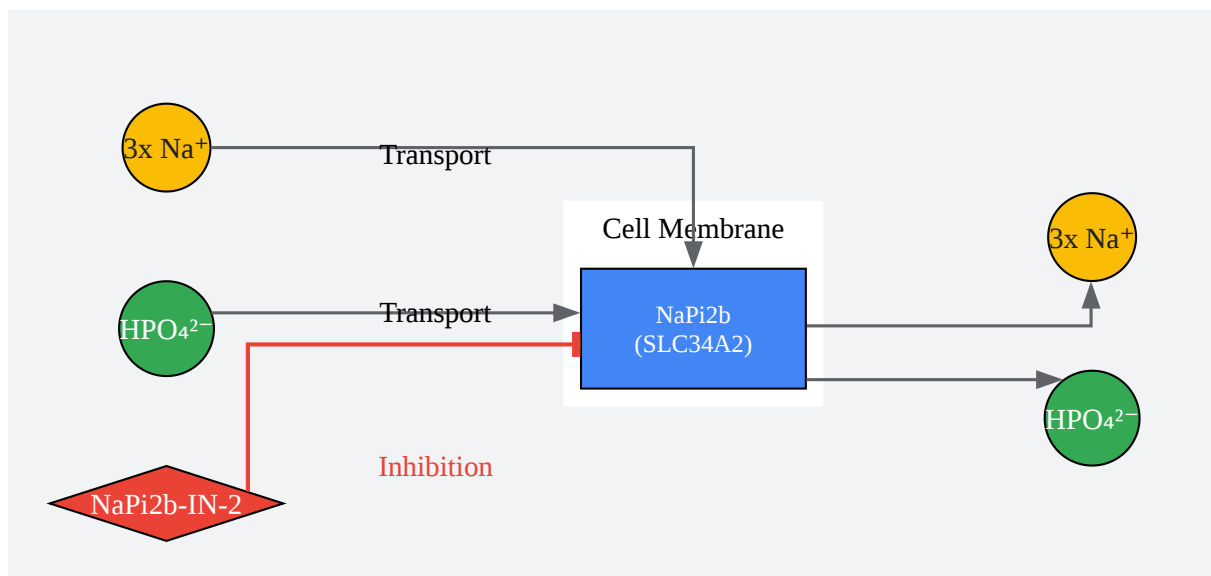 3x Na⁺
Transport
Cell Membrane
3x Na⁺
HPO₄²⁻
Transport
NaPi2b
(SLC34A2)
HPO₄²⁻
Inhibition
NaPi2b-IN-2